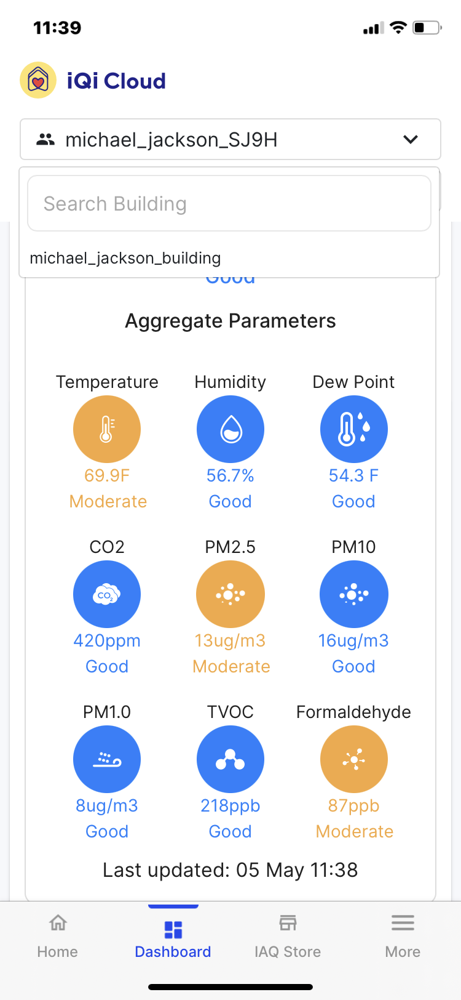 11:39
iQi Cloud
michael_jackson_SJ9H
Search Building
michael_jackson_building
Good
Aggregate Parameters
Temperature Humidity Dew Point
69.9F 56.7% 54.3 F
Moderate Good Good
CO2 PM2.5 PM10
CO2
420ppm 13ug/m3 16ug/m3
Good Moderate Good
PM1.0 TVOC Formaldehyde
8ug/m3 218ppb 87ppb
Good Good Moderate
Last updated: 05 May 11:38
Home Dashboard IAQ Store More